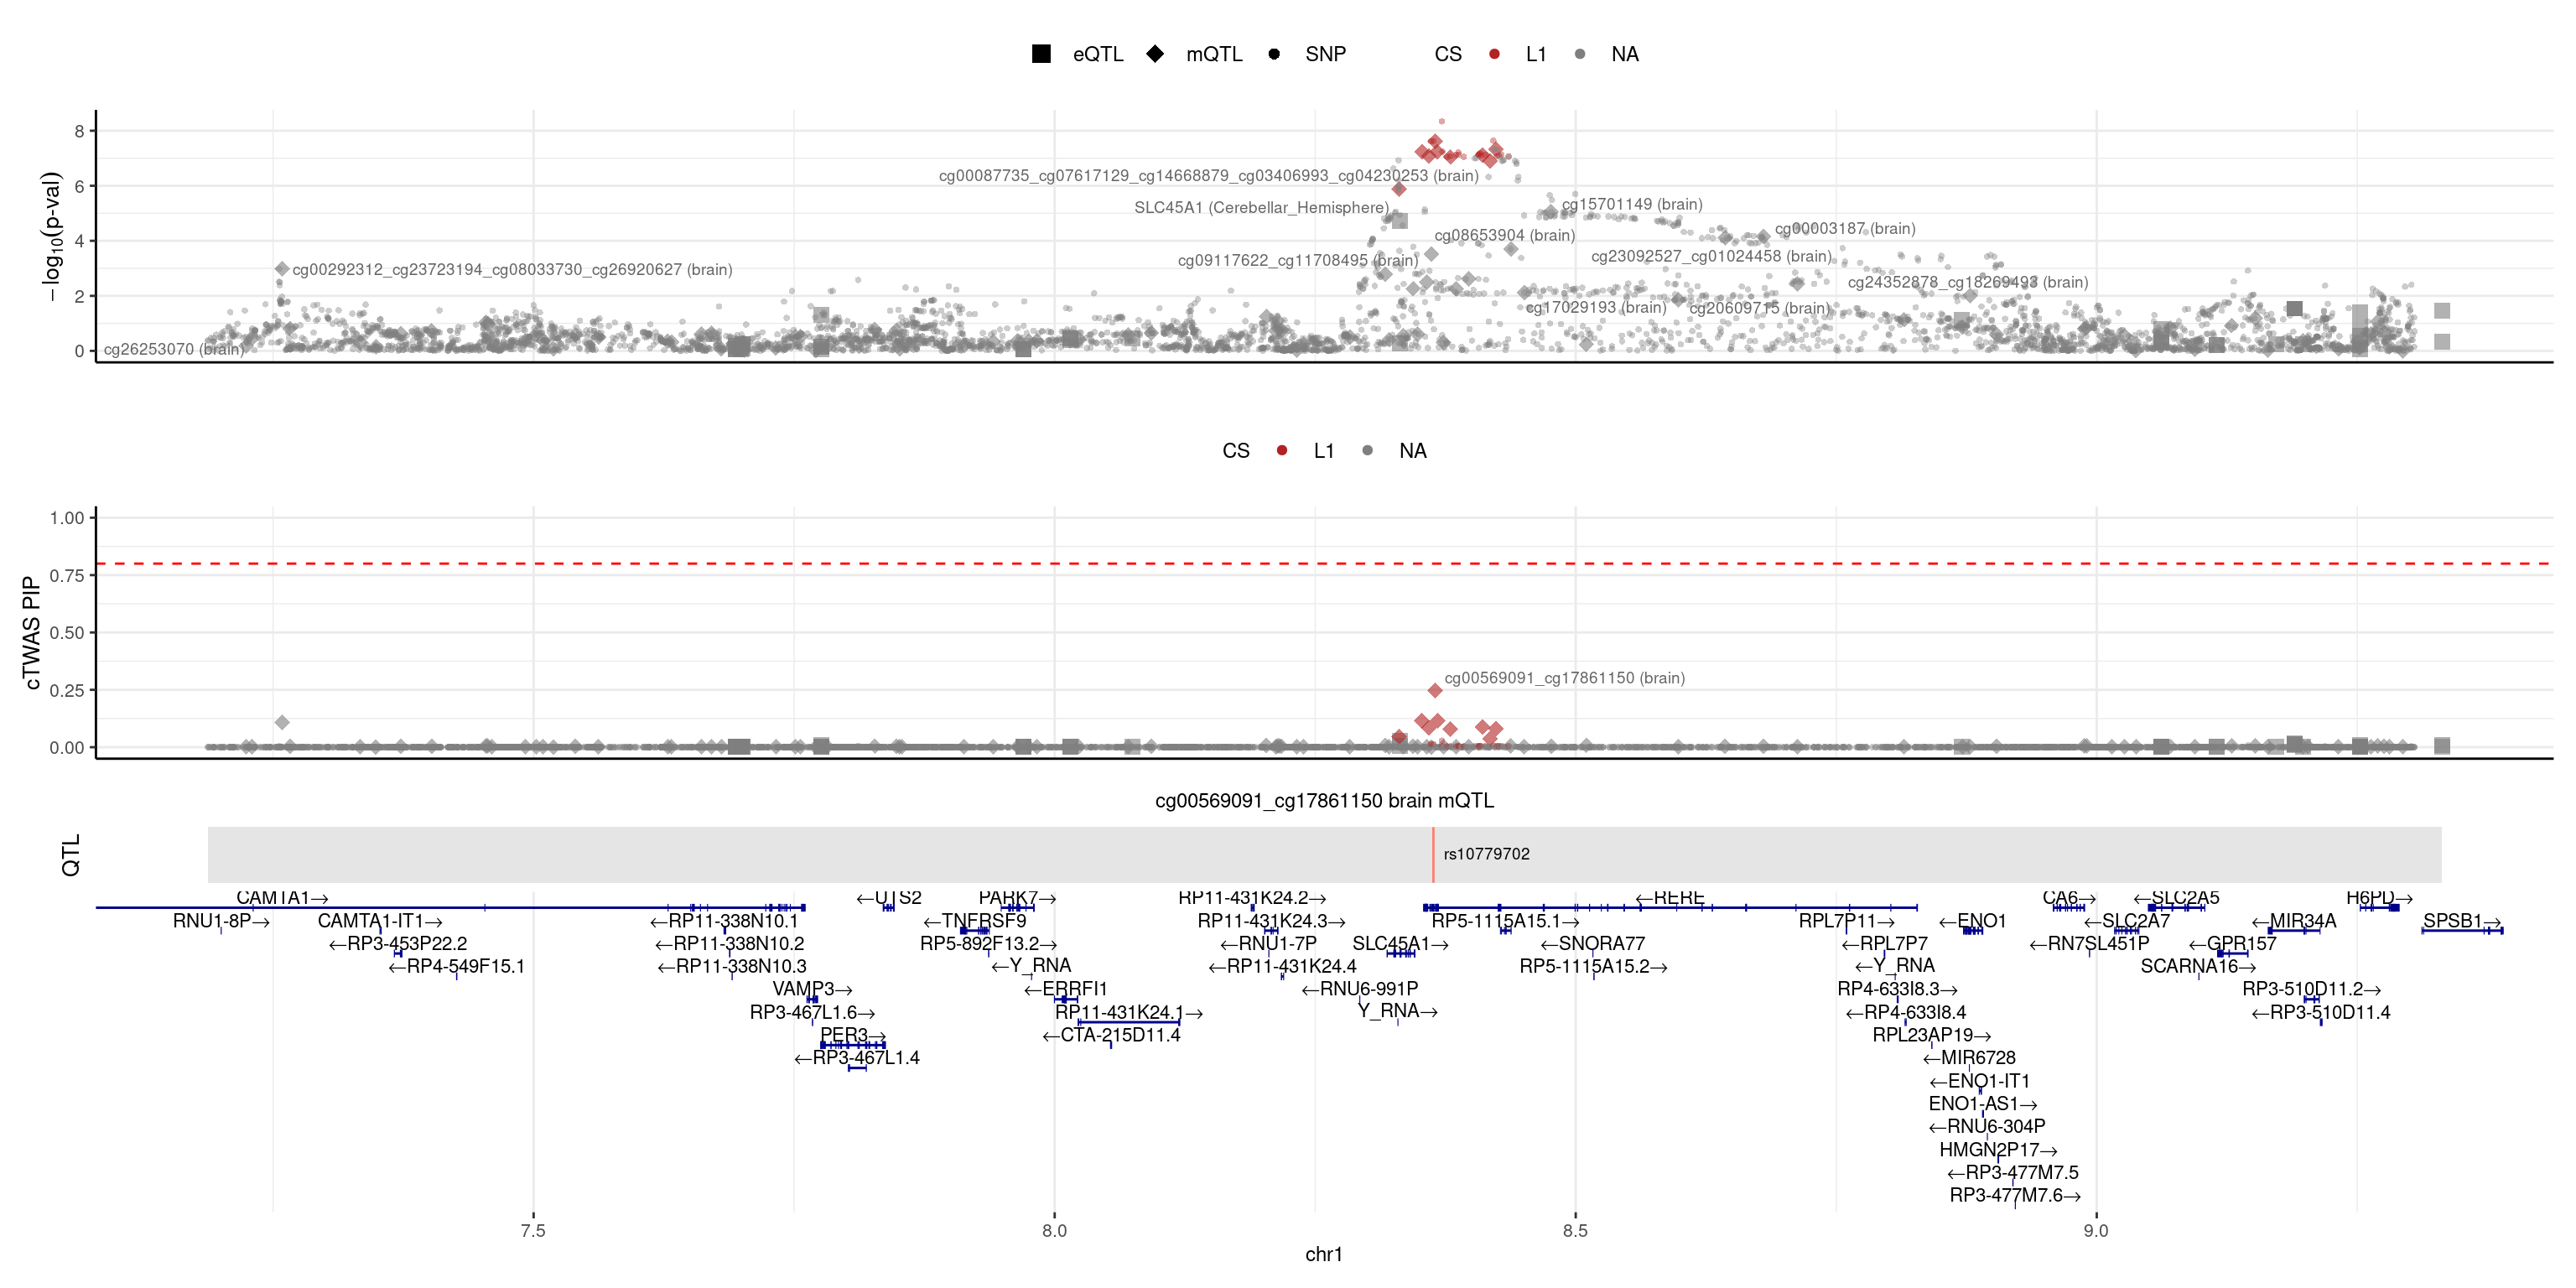 eQTL mQTL SNP CS L1 NA
− log10(p-val)
8
6
4
2
0
cg00087735_cg07617129_cg14668879_cg03406993_cg04230253 (brain)
SLC45A1 (Cerebellar_Hemisphere)
cg15701149 (brain)
cg00003187 (brain)
cg08653904 (brain)
cg23092527_cg01024458 (brain)
cg09117622_cg11708495 (brain)
cg00292312_cg23723194_cg08033730_cg26920627 (brain)
cg24352878_cg18269493 (brain)
cg17029193 (brain)
cg20609715 (brain)
cg26253070 (brain)
CS L1 NA
cTWAS PIP
1.00
0.75
0.50
0.25
0.00
cg00569091_cg17861150 (brain)
cg00569091_cg17861150 brain mQTL
QTL
rs10779702
CAMTA1→ ←UTS2 PARK7→ RP11-431K24.2→ ←RERE CA6→ ←SLC2A5 H6PD→
RNU1-8P→ CAMTA1-IT1→ ←RP11-338N10.1 ←TNFRSF9 RP11-431K24.3→ RP5-1115A15.1→ RPL7P11→ ←ENO1 ←SLC2A7 ←MIR34A SPSB1→
←RP3-453P22.2 ←RP11-338N10.2 RP5-892F13.2→ ←RNU1-7P SLC45A1→ ←SNORA77 ←RPL7P7 ←RN7SL451P ←GPR157
←RP4-549F15.1 ←RP11-338N10.3 ←Y_RNA ←RP11-431K24.4 RP5-1115A15.2→ ←Y_RNA SCARNA16→
VAMP3→ ←ERRFI1 ←RNU6-991P RP4-633I8.3→ RP3-510D11.2→
RP3-467L1.6→ RP11-431K24.1→ Y_RNA→ ←RP4-633I8.4 ←RP3-510D11.4
PER3→ ←CTA-215D11.4 RPL23AP19→
←RP3-467L1.4 ←MIR6728
←ENO1-IT1
ENO1-AS1→
←RNU6-304P
HMGN2P17→
←RP3-477M7.5
RP3-477M7.6→
7.5 8.0 8.5 9.0
chr1